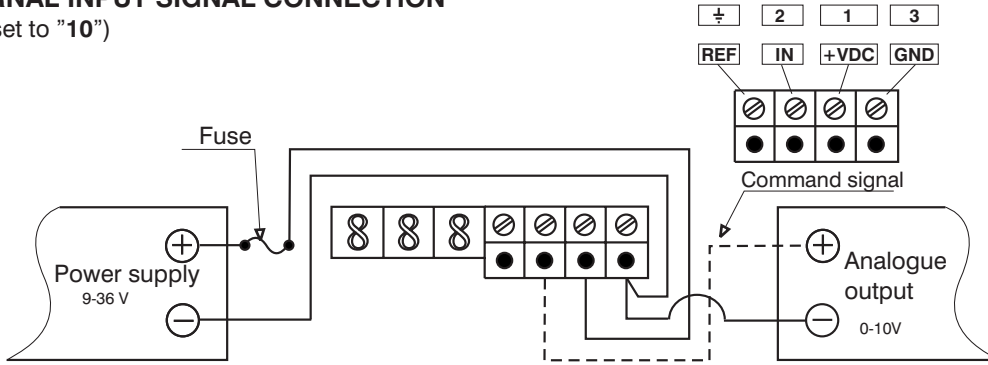 INPUT SIGNAL CONNECTION
set to ”10”)
2 1 3
REF IN +VDC GND
Fuse
Command signal
888
Power supply
9-36 V
Analogue
output
0-10V